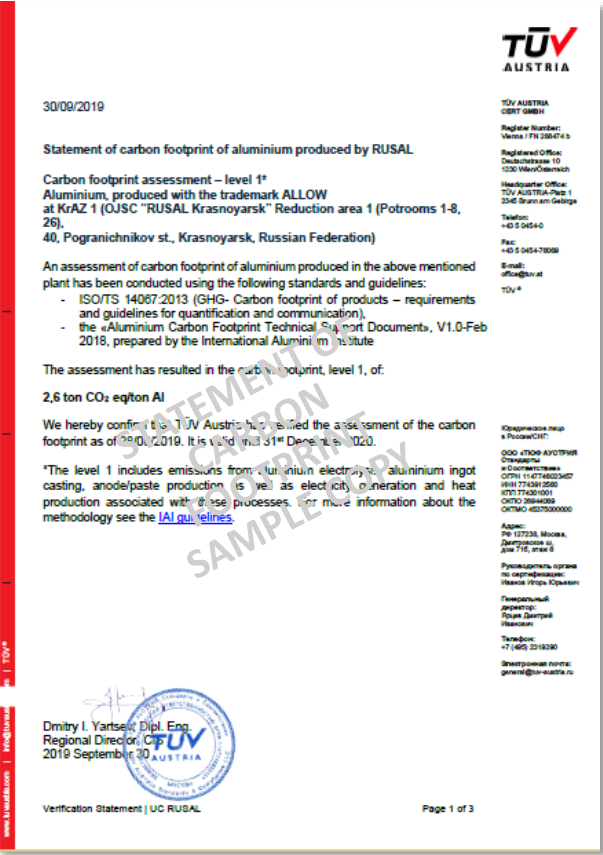 TÜV
AUSTRIA
30/09/2019
Statement of carbon footprint of aluminium produced by RUSAL
Carbon footprint assessment – level 1*
Aluminium, produced with the trademark ALLOW
at KrAZ 1 (OJSC "RUSAL Krasnoyarsk" Reduction area 1 (Potrooms 1-8,
26),
40, Pogranichnikov st., Krasnoyarsk, Russian Federation)
An assessment of carbon footprint of aluminium produced in the above mentioned
plant has been conducted using the following standards and guidelines:
- ISO/TS 14067:2013 (GHG- Carbon footprint of products – requirements
and guidelines for quantification and communication),
- the «Aluminium Carbon Footprint Technical Support Document», V1.0-Feb
2018, prepared by the International Aluminium Institute
The assessment has resulted in the carbon footprint, level 1, of:
2,6 ton CO₂ eq/ton Al
We hereby confirm that TÜV Austria has verified the assessment of the carbon
footprint as of /2019. It is valid until 31st December 2020.
*The level 1 includes emissions from aluminium electrolysis, aluminium ingot
casting, anode/paste production as well as electricity generation and heat
production associated with these processes. For more information about the
methodology see the IAI guidelines.
STATEMENT OF
CARBON
FOOTPRINT
SAMPLE COPY
TÜV AUSTRIA
CERT GMBH
Register Number:
Vienna / FN 288474 b
Registered Office:
Deutschstrasse 10
1230 Wien/Österreich
Headquarter Office:
TÜV AUSTRIA-Platz 1
2345 Brunn am Gebirge
Telefon:
+43 5 0454-0
Fax:
E-mail:
office@tuv.at
TÜV ®
Юридическое лицо
в России/СНГ:
ООО «ТЮФ АУСТРИЯ
Стандарты
и Соответствие»
ОГРН 1147746023457
ИНН 7743912580
КПП 774301001
ОКПО
ОКТМО 45375000000
Адрес:
РФ 127238, Москва,
Дмитровское ш,
дом 71Б, этаж 6
Руководитель органа
по сертификации:
Иванов Игорь Юрьевич
Генеральный
директор:
Ярцев Дмитрий
Иванович
Телефон:
+7 (495)
Электронная почта:
general@tuv-austria.ru
TÜV®
Dmitry I. Yartsev, Dipl. Eng.
Regional Director, CIS
2019 September 30
TÜV
AUSTRIA
МОСКВА
Verification Statement | UC RUSAL
Page 1 of 3